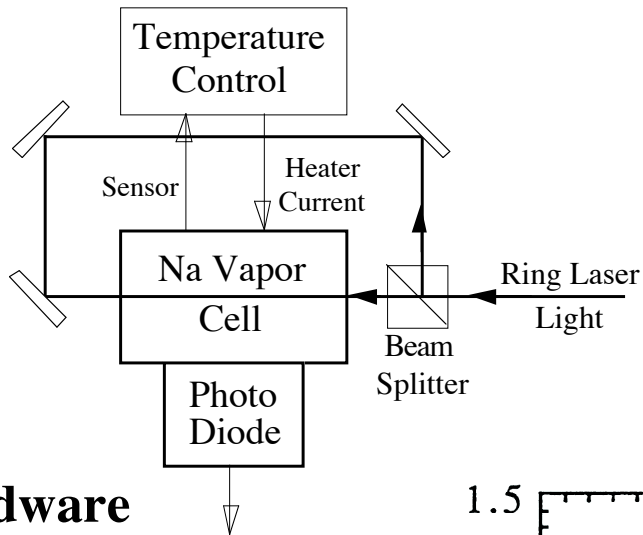 Temperature
Control
Sensor
Heater
Current
Na Vapor
Cell
Ring Laser
Light
Beam
Splitter
Photo
Diode
dware
1.5